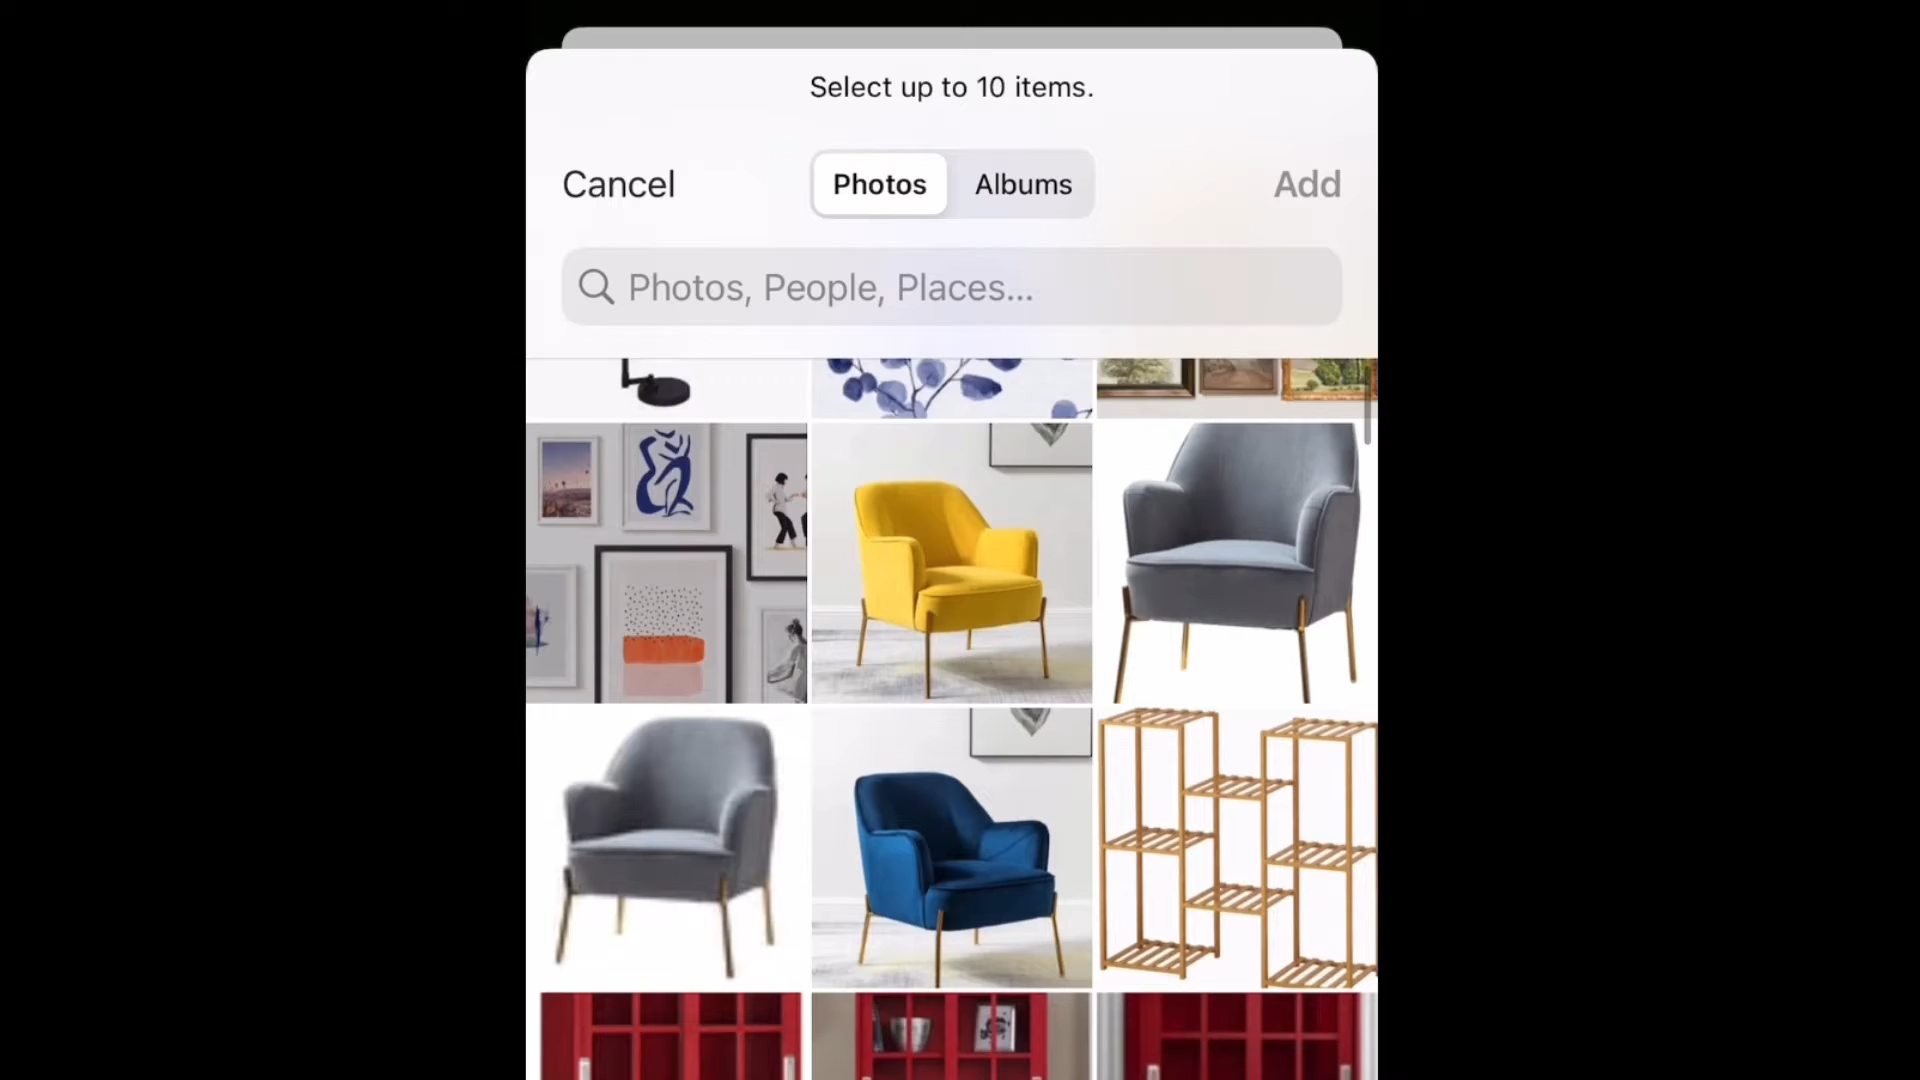 Select up to 10 items.
Cancel
Photos
Albums
Add
Photos, People, Places...